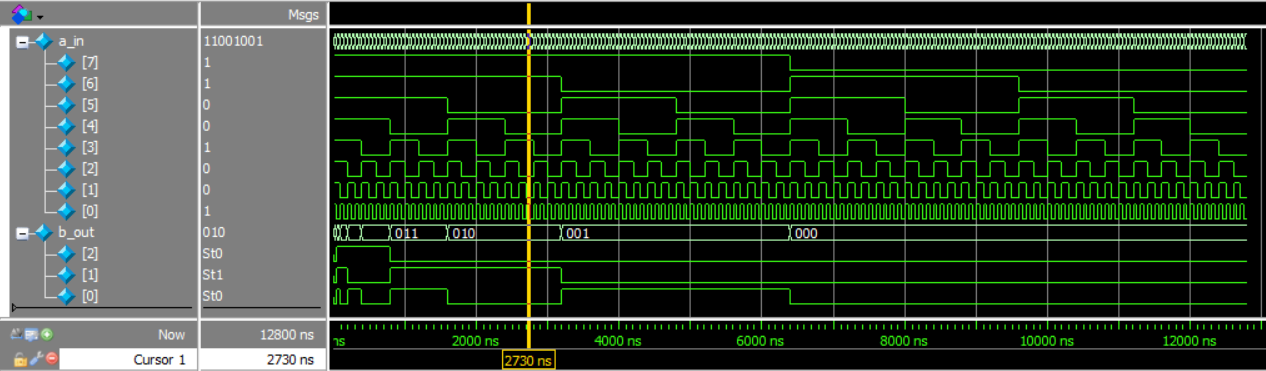 Msgs
a_in 11001001
[7] 1
[6] 1
[5] 0
[4] 0
[3] 1
[2] 0
[1] 0
[0] 1
b_out 010 011 010 001 000
[2] St0
[1] St1
[0] St0
Now 12800 ns ns 2000 ns 4000 ns 6000 ns 8000 ns 10000 ns 12000 ns
Cursor 1 2730 ns 2730 ns